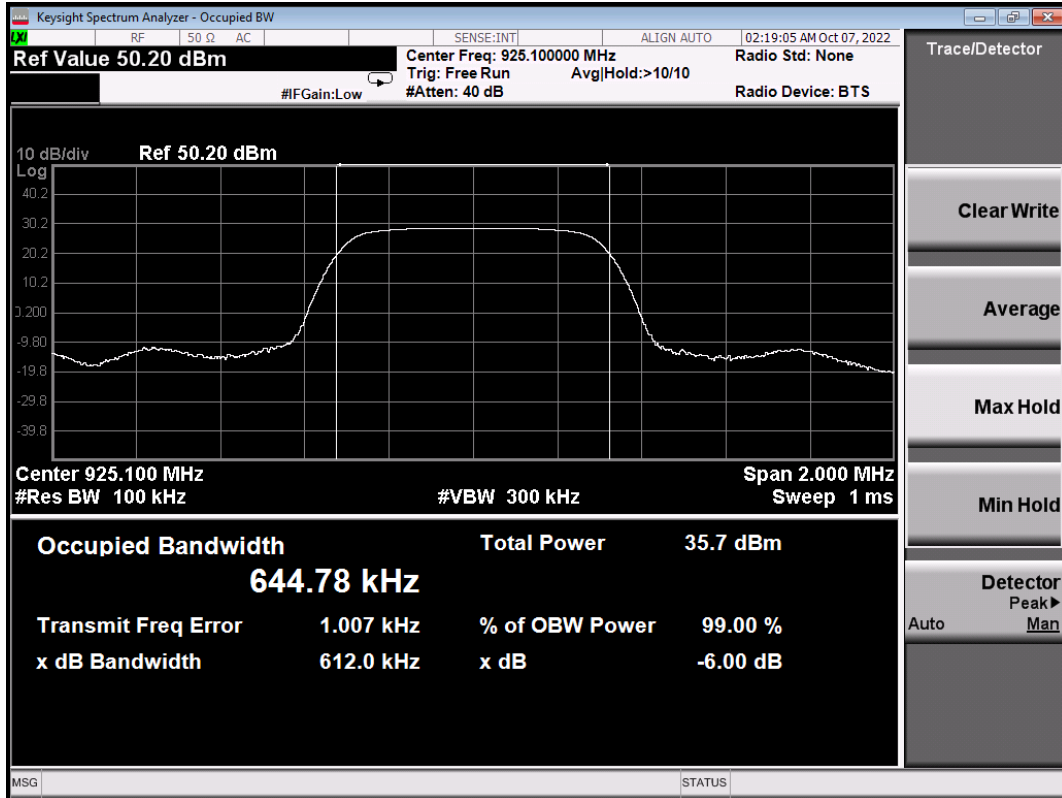 Keysight Spectrum Analyzer - Occupied BW
LXI RF 50 Ω AC SENSE:INT ALIGN AUTO 02:19:05 AM Oct 07, 2022
Ref Value 50.20 dBm Center Freq: 925.100000 MHz Radio Std: None
Trig: Free Run Avg|Hold:>10/10
#IFGain:Low #Atten: 40 dB Radio Device: BTS
10 dB/div Ref 50.20 dBm
Log
40.2
30.2
20.2
10.2
0.200
-9.80
-19.8
-29.8
-39.8
Center 925.100 MHz Span 2.000 MHz
#Res BW 100 kHz #VBW 300 kHz Sweep 1 ms
Occupied Bandwidth Total Power 35.7 dBm
644.78 kHz
Transmit Freq Error 1.007 kHz % of OBW Power 99.00 %
x dB Bandwidth 612.0 kHz x dB -6.00 dB
MSG STATUS
Trace/Detector
Clear Write
Average
Max Hold
Min Hold
Detector
Peak▶
Auto Man